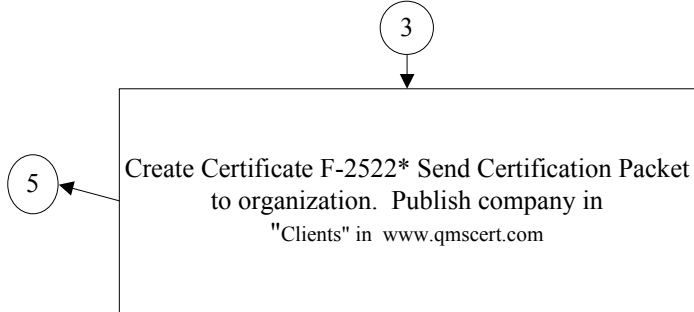 3
5
Create Certificate F-2522* Send Certification Packet
to organization. Publish company in
"Clients" in www.qmscert.com